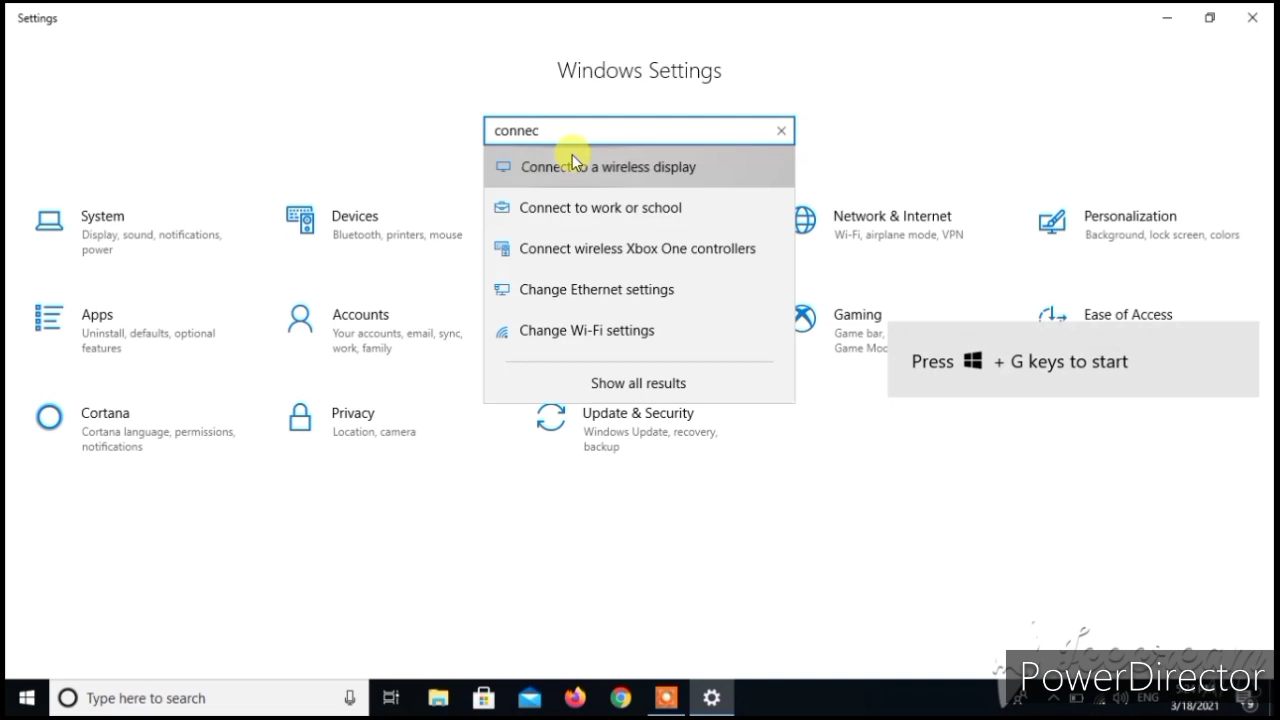 Settings
Windows Settings
connec
Connect to a wireless display
Connect to work or school
Connect wireless Xbox One controllers
Change Ethernet settings
Change Wi-Fi settings
Show all results
System
Display, sound, notifications,
power
Devices
Bluetooth, printers, mouse
Network & Internet
Wi-Fi, airplane mode, VPN
Personalization
Background, lock screen, colors
Apps
Uninstall, defaults, optional
features
Accounts
Your accounts, email, sync,
work, family
Gaming
Game bar,
Game Mod
Ease of Access
Press + G keys to start
Cortana
Cortana language, permissions,
notifications
Privacy
Location, camera
Update & Security
Windows Update, recovery,
backup
PowerDirector
Type here to search
ENG
3/18/2021